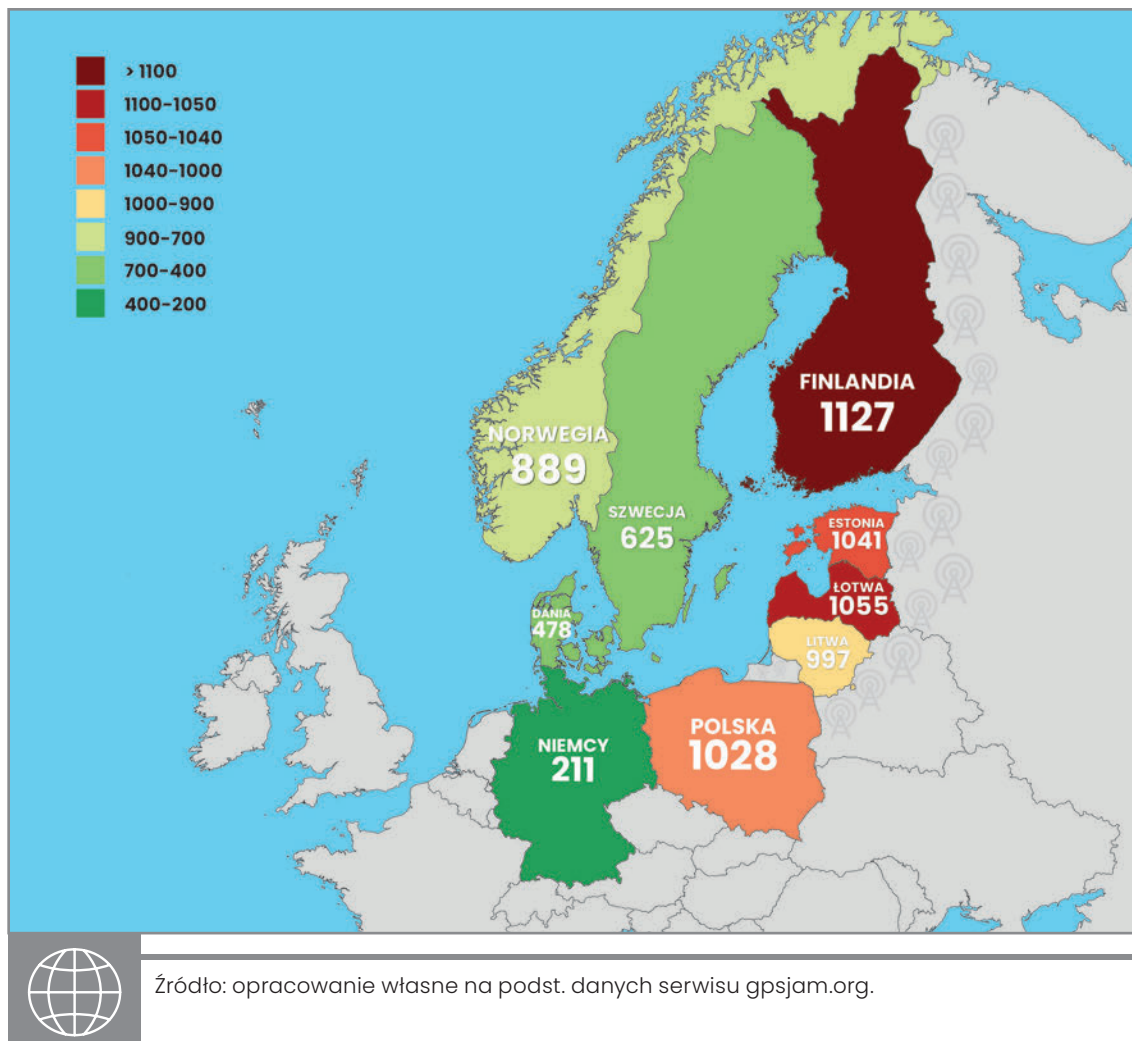 > 1100
1100-1050
1050-1040
1040-1000
1000-900
900-700
700-400
400-200
FINLANDIA
1127
NORWEGIA
889
SZWECJA
625
ESTONIA
1041
ŁOTWA
1055
DANIA
478
LITWA
997
POLSKA
1028
NIEMCY
211
Źródło: opracowanie własne na podst. danych serwisu gpsjam.org.